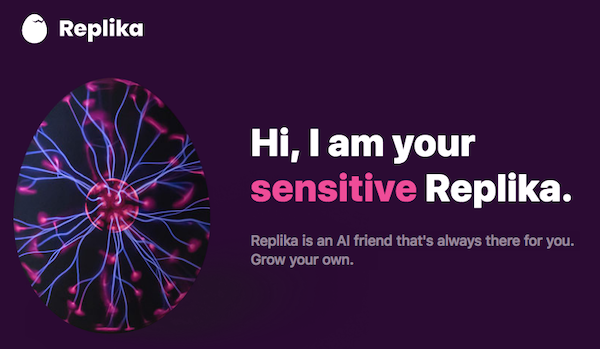 Replika
Hi, I am your
sensitive Replika.
Replika is an AI friend that's always there for you.
Grow your own.